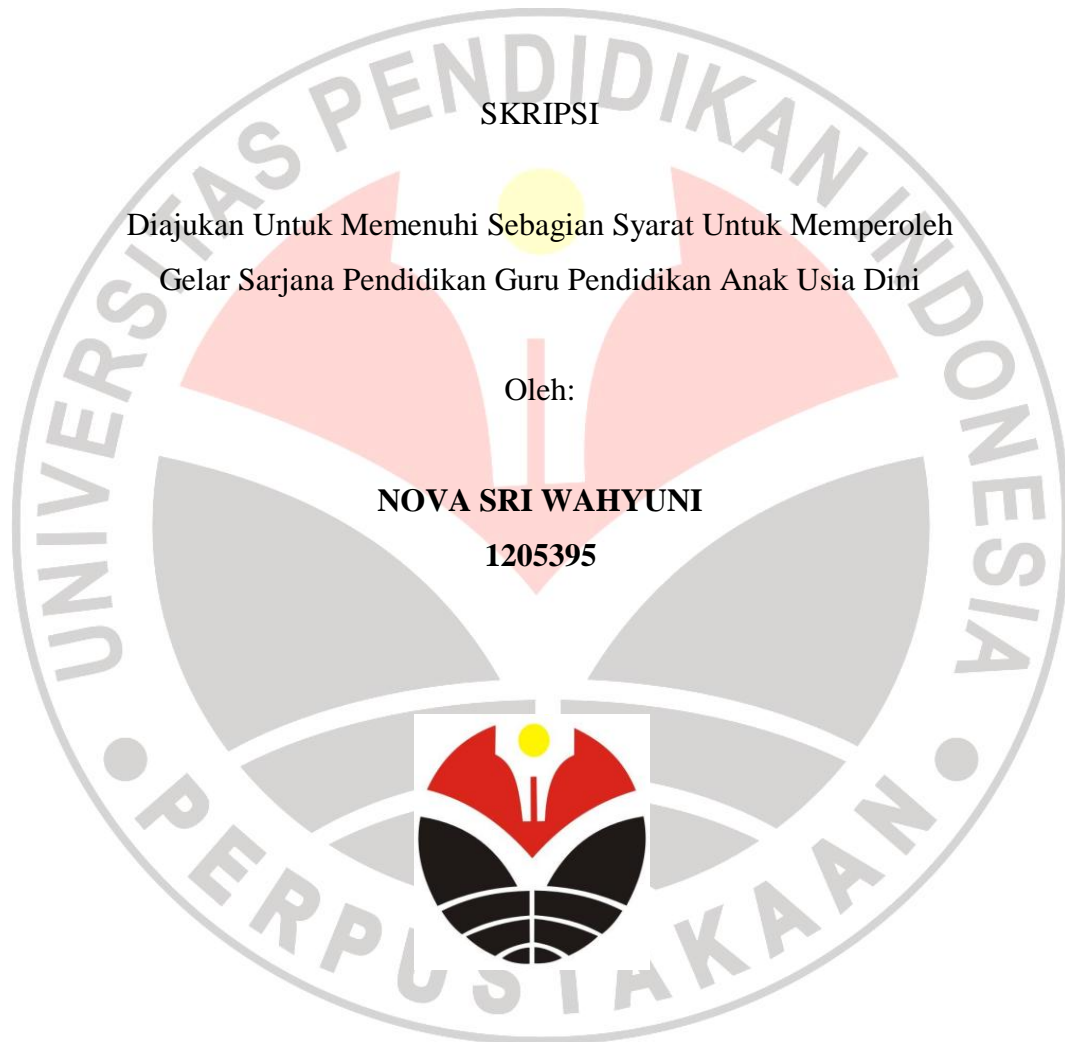 SKRIPSI
Diajukan Untuk Memenuhi Sebagian Syarat Untuk Memperoleh
Gelar Sarjana Pendidikan Guru Pendidikan Anak Usia Dini
Oleh:
NOVA SRI WAHYUNI
1205395
UNIVERSITAS PENDIDIKAN INDONESIA
PERPUSTAKAAN